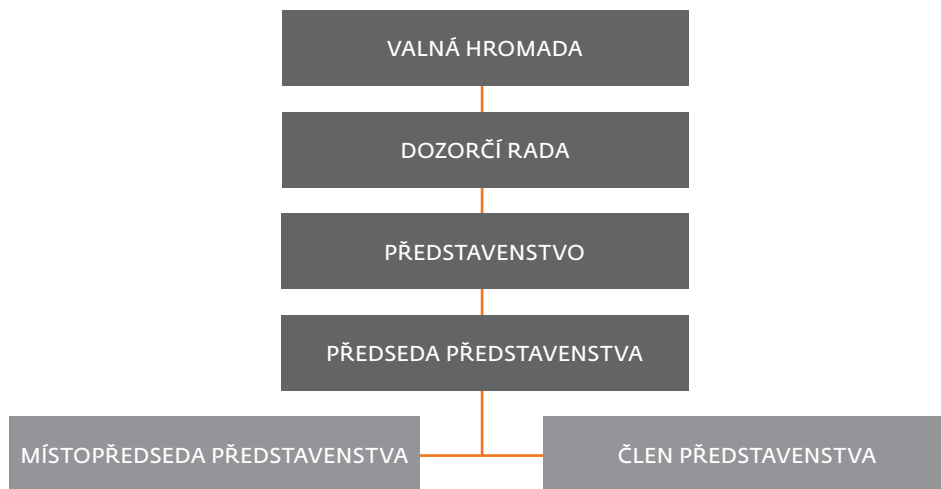 VALNÁ HROMADA
DOZORČÍ RADA
PŘEDSTAVENSTVO
PŘEDSEDA PŘEDSTAVENSTVA
MÍSTOPŘEDSEDA PŘEDSTAVENSTVA
ČLEN PŘEDSTAVENSTVA